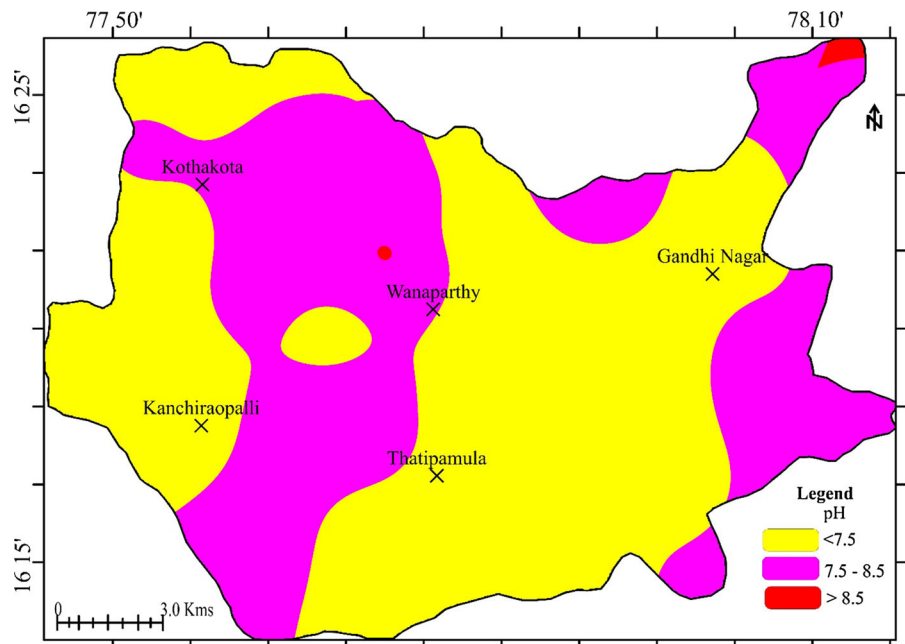 77,50' 78,10'
16 25'
N
Kothakota
Gandhi Nagar
Wanaparthy
Kanchiraopalli
Thatipamula
Legend
pH
<7.5
7.5 - 8.5
> 8.5
16 15'
0 3.0 Kms